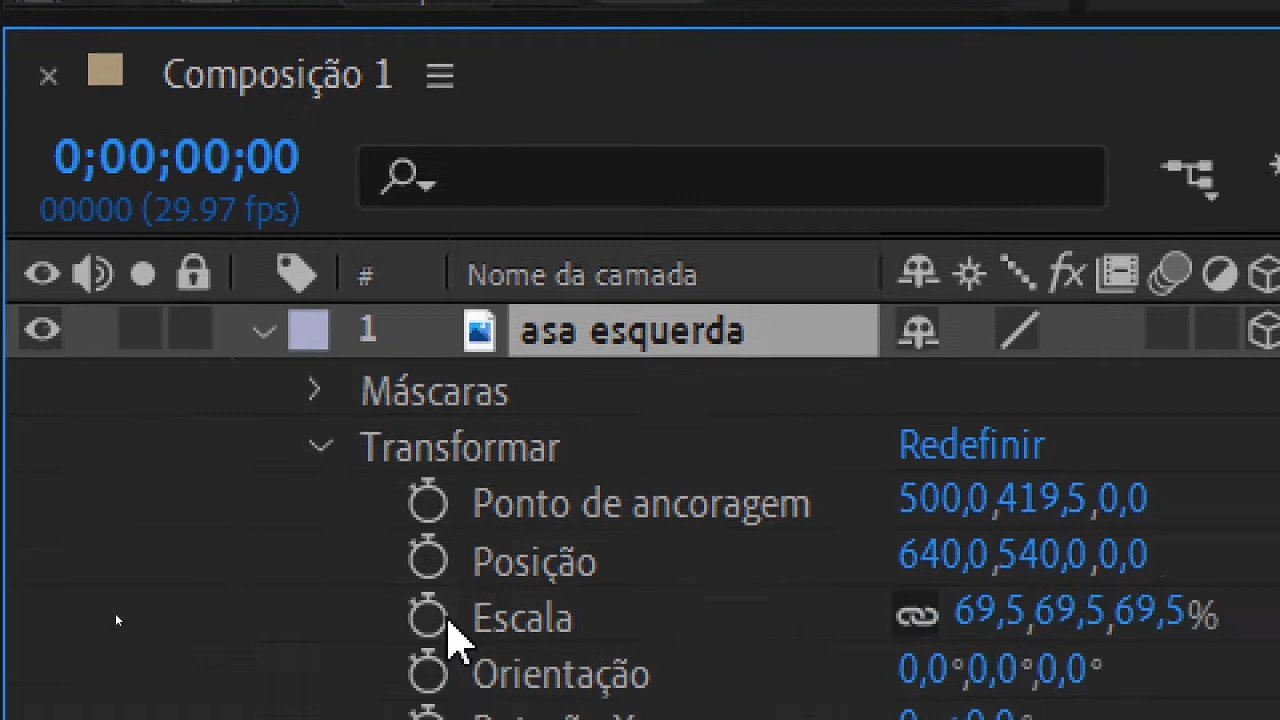 Composição 1
0;00;00;00
00000 (29.97 fps)
# Nome da camada
fx
1 asa esquerda
Máscaras
Transformar Redefinir
Ponto de ancoragem 500,0,419,5,0,0
Posição 640,0,540,0,0,0
Escala 69,5,69,5,69,5%
Orientação 0,0°,0,0°,0,0°